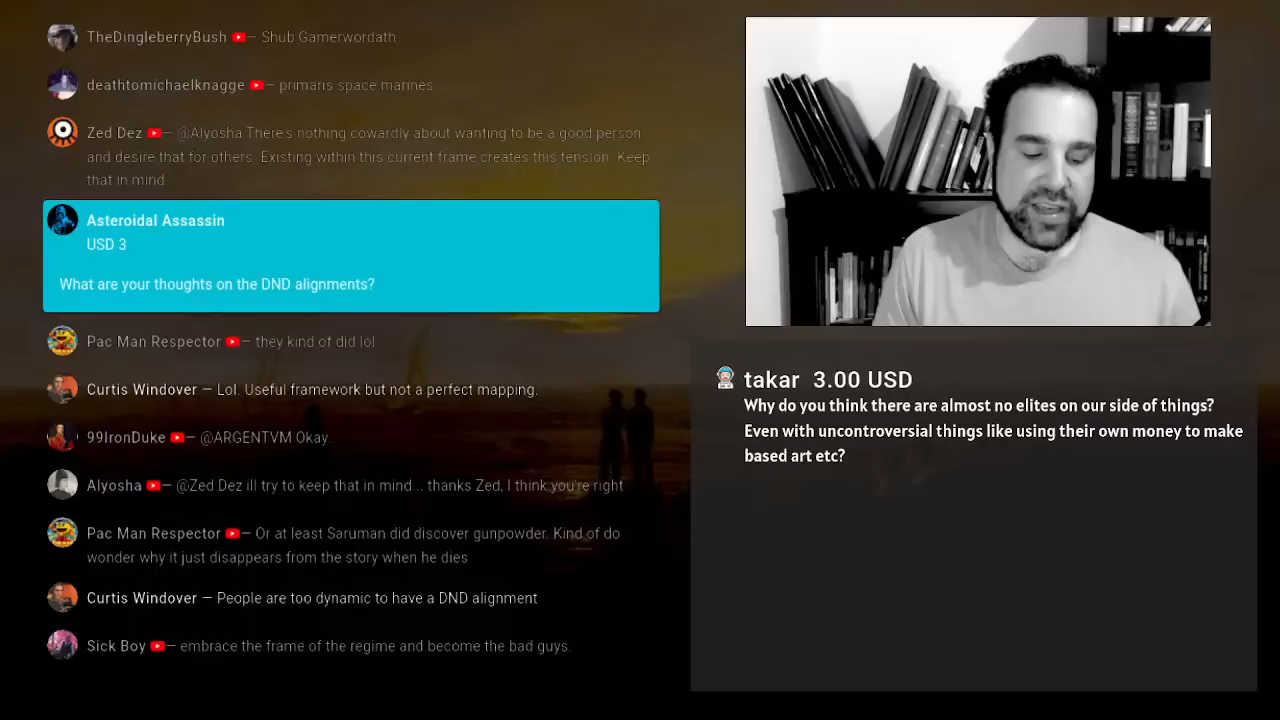 TheDingleberryBush — Shub Gamerwordath
deathtomichaelknagge — primaris space marines
Zed Dez — @Alyosha There's nothing cowardly about wanting to be a good person
and desire that for others. Existing within this current frame creates this tension. Keep
that in mind
Asteroidal Assassin
USD 3
What are your thoughts on the DND alignments?
Pac Man Respector — they kind of did lol
Curtis Windover — Lol. Useful framework but not a perfect mapping.
99IronDuke — @ARGENTVM Okay.
Alyosha — @Zed Dez ill try to keep that in mind... thanks Zed, I think you're right
Pac Man Respector — Or at least Saruman did discover gunpowder. Kind of do
wonder why it just disappears from the story when he dies
Curtis Windover — People are too dynamic to have a DND alignment
Sick Boy — embrace the frame of the regime and become the bad guys.
takar 3.00 USD
Why do you think there are almost no elites on our side of things?
Even with uncontroversial things like using their own money to make
based art etc?